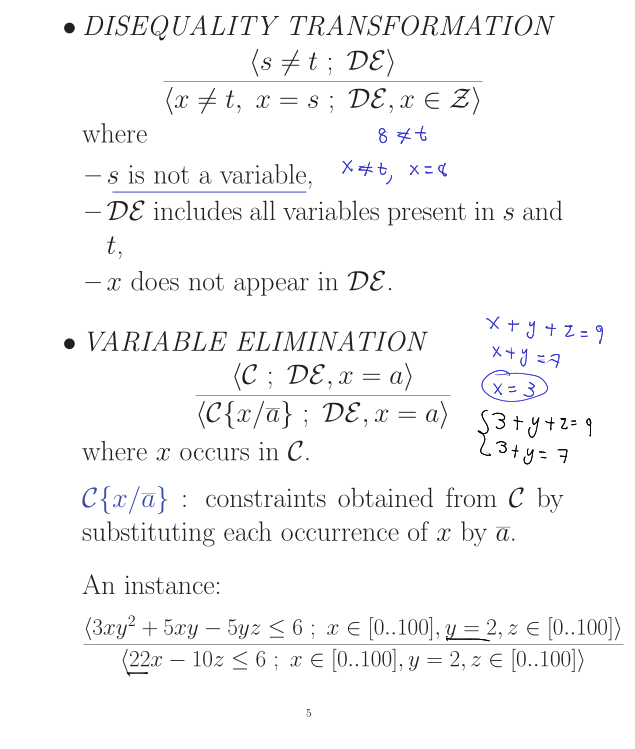 • DISEQUALITY TRANSFORMATION
⟨s ≠ t ; DE⟩
⟨x ≠ t, x = s ; DE, x ∈ Z⟩
where
8 ≠ t
– s is not a variable,
x ≠ t, x = 8
– DE includes all variables present in s and
t,
– x does not appear in DE.
x + y + z = 9
• VARIABLE ELIMINATION
x + y = 7
⟨C ; DE, x = a⟩
x = 3
⟨C{x/a̅} ; DE, x = a⟩
3 + y + z = 9
where x occurs in C.
3 + y = 7
C{x/a̅} : constraints obtained from C by
substituting each occurrence of x by a̅.
An instance:
⟨3xy² + 5xy − 5yz ≤ 6 ; x ∈ [0..100], y = 2, z ∈ [0..100]⟩
⟨22x − 10z ≤ 6 ; x ∈ [0..100], y = 2, z ∈ [0..100]⟩
5